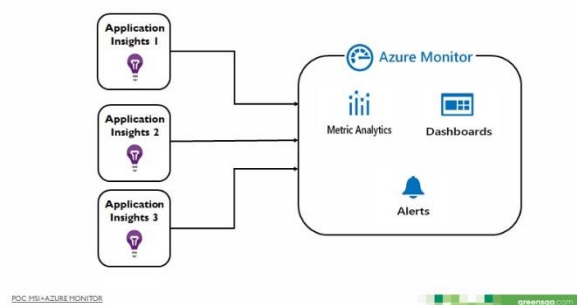 Application
Insights 1
Application
Insights 2
Application
Insights 3
Azure Monitor
Metric Analytics
Dashboards
Alerts
POC MSI+AZURE MONITOR
greensqa.com